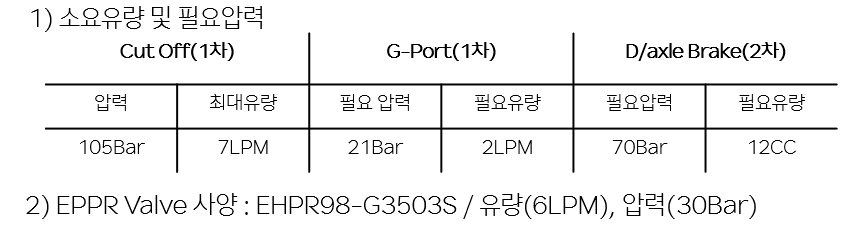 1) 소요유량 및 필요압력
Cut Off(1차) G-Port(1차) D/axle Brake(2차)
압력 최대유량 필요 압력 필요유량 필요압력 필요유량
105Bar 7LPM 21Bar 2LPM 70Bar 12CC
2) EPPR Valve 사양 : EHPR98-G3503S / 유량(6LPM), 압력(30Bar)